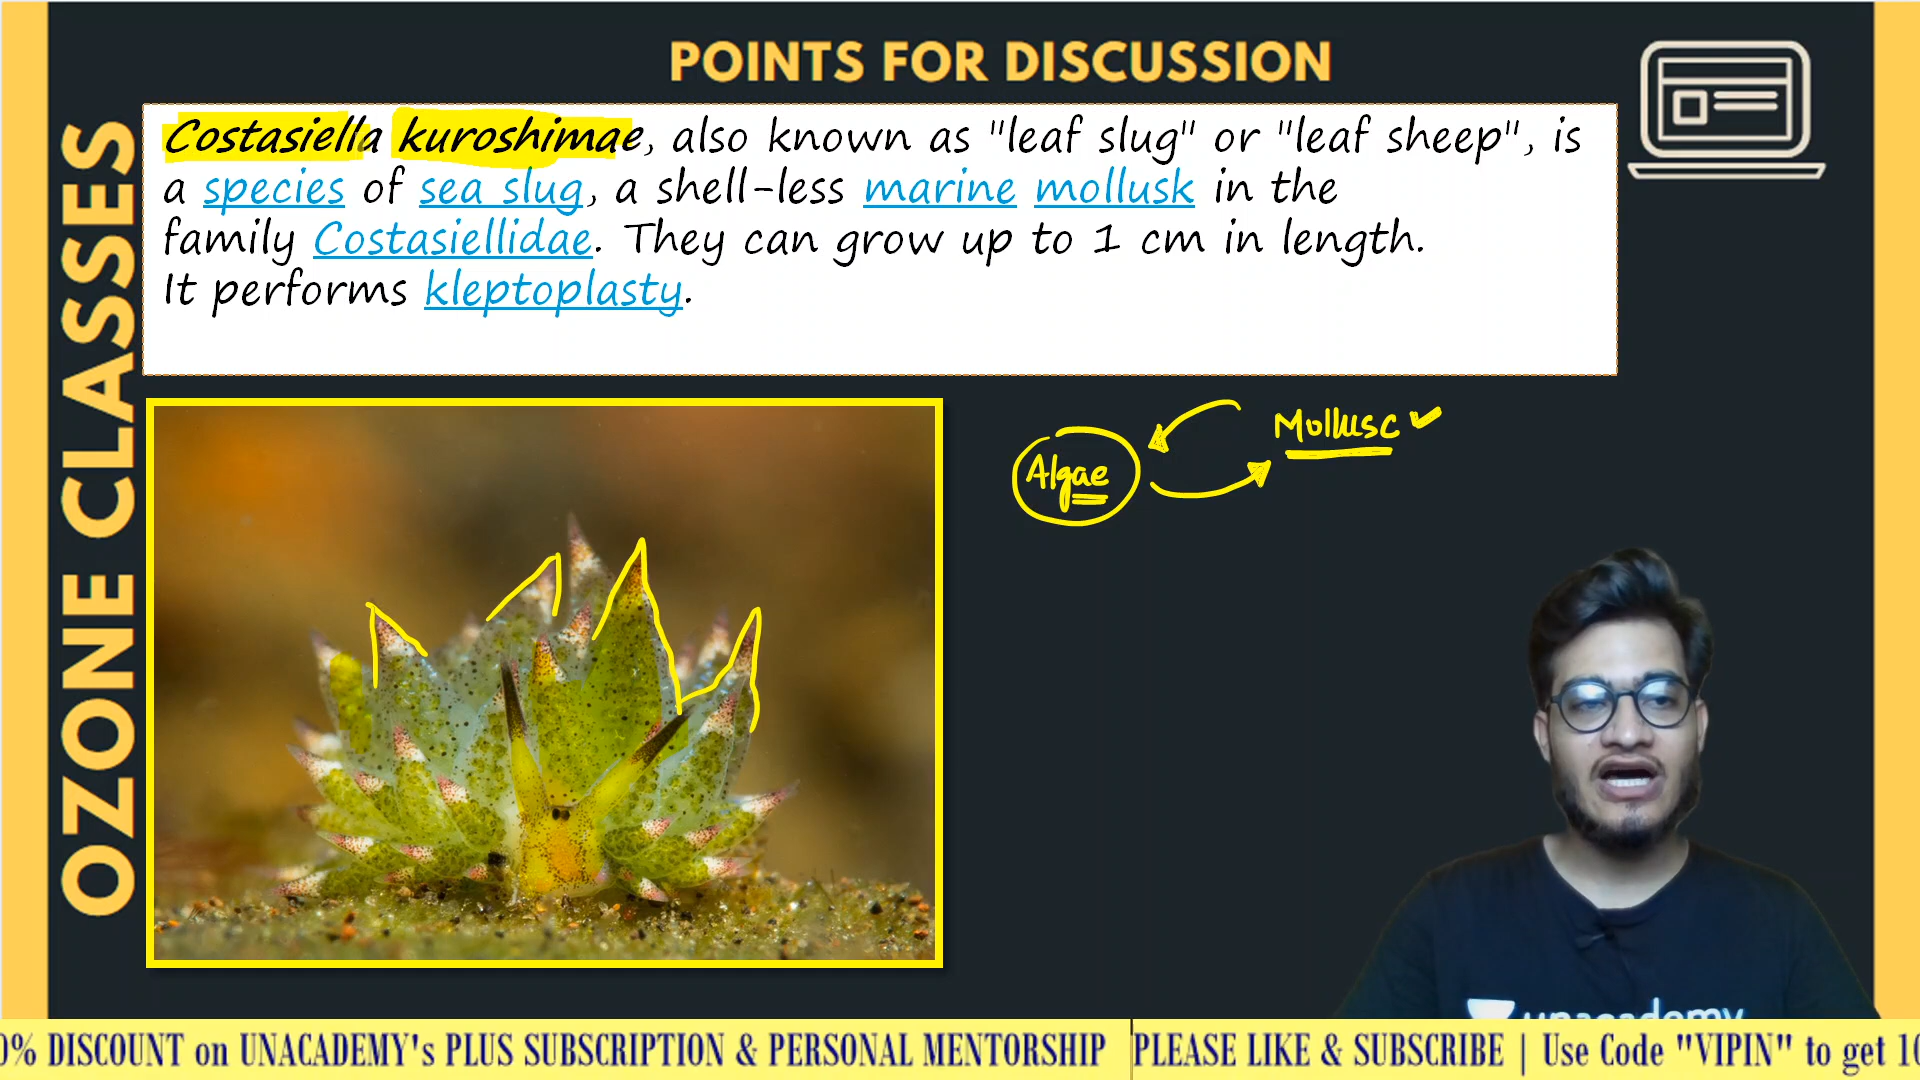 POINTS FOR DISCUSSION
OZONE CLASSES
Costasiella kuroshimae, also known as "leaf slug" or "leaf sheep", is
a species of sea slug, a shell-less marine mollusk in the
family Costasiellidae. They can grow up to 1 cm in length.
It performs kleptoplasty.
Mollusc
Algae
unacademy
0% DISCOUNT on UNACADEMY's PLUS SUBSCRIPTION & PERSONAL MENTORSHIP
PLEASE LIKE & SUBSCRIBE | Use Code "VIPIN" to get 10